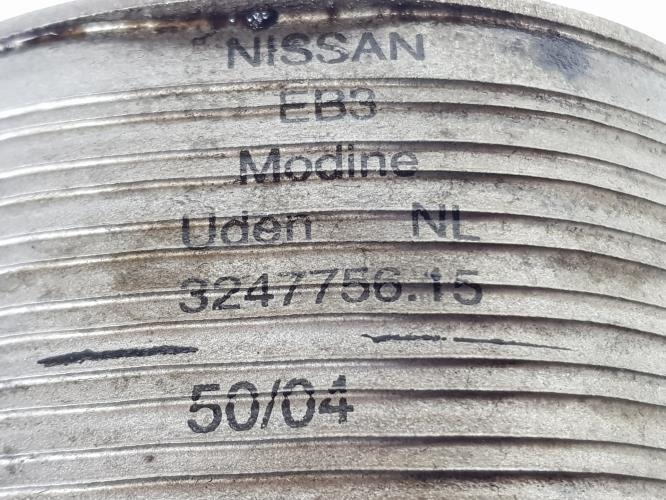 NISSAN
EB3
Modine
Uden NL
3247756.15
50/04